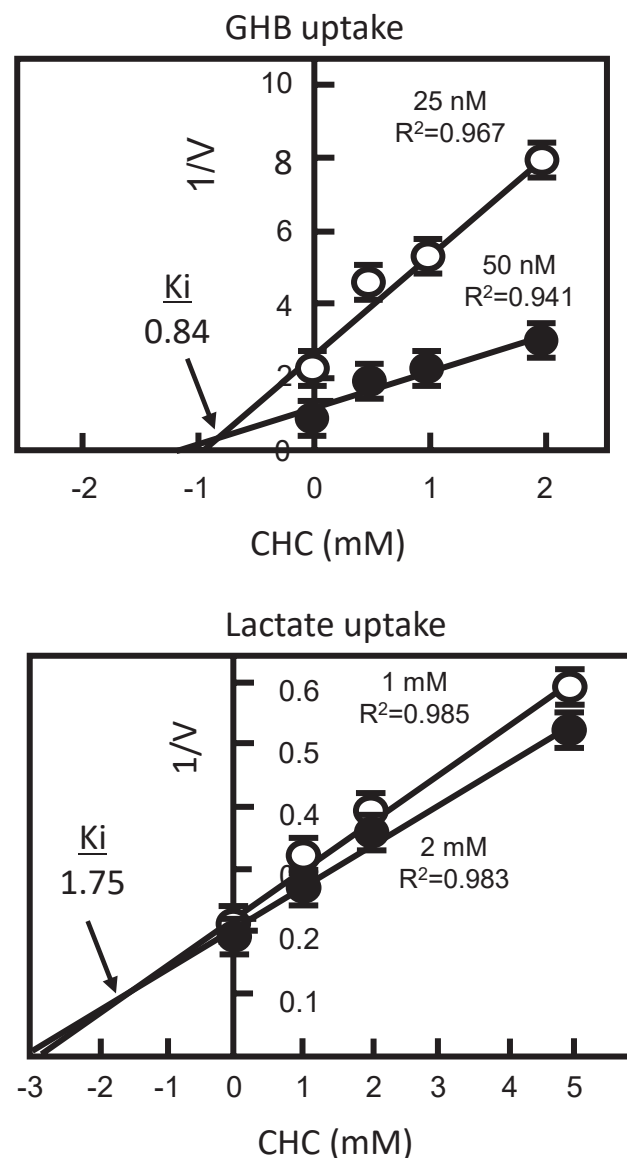 GHB uptake
10
1/V
25 nM
R²=0.967
8
6
50 nM
R²=0.941
Ki
0.84
4
2
0
-2 -1 0 1 2
CHC (mM)
Lactate uptake
0.6
1/V
1 mM
R²=0.985
0.5
0.4
Ki
1.75
2 mM
R²=0.983
0.2
0.1
-3 -2 -1 0 1 2 3 4 5
CHC (mM)